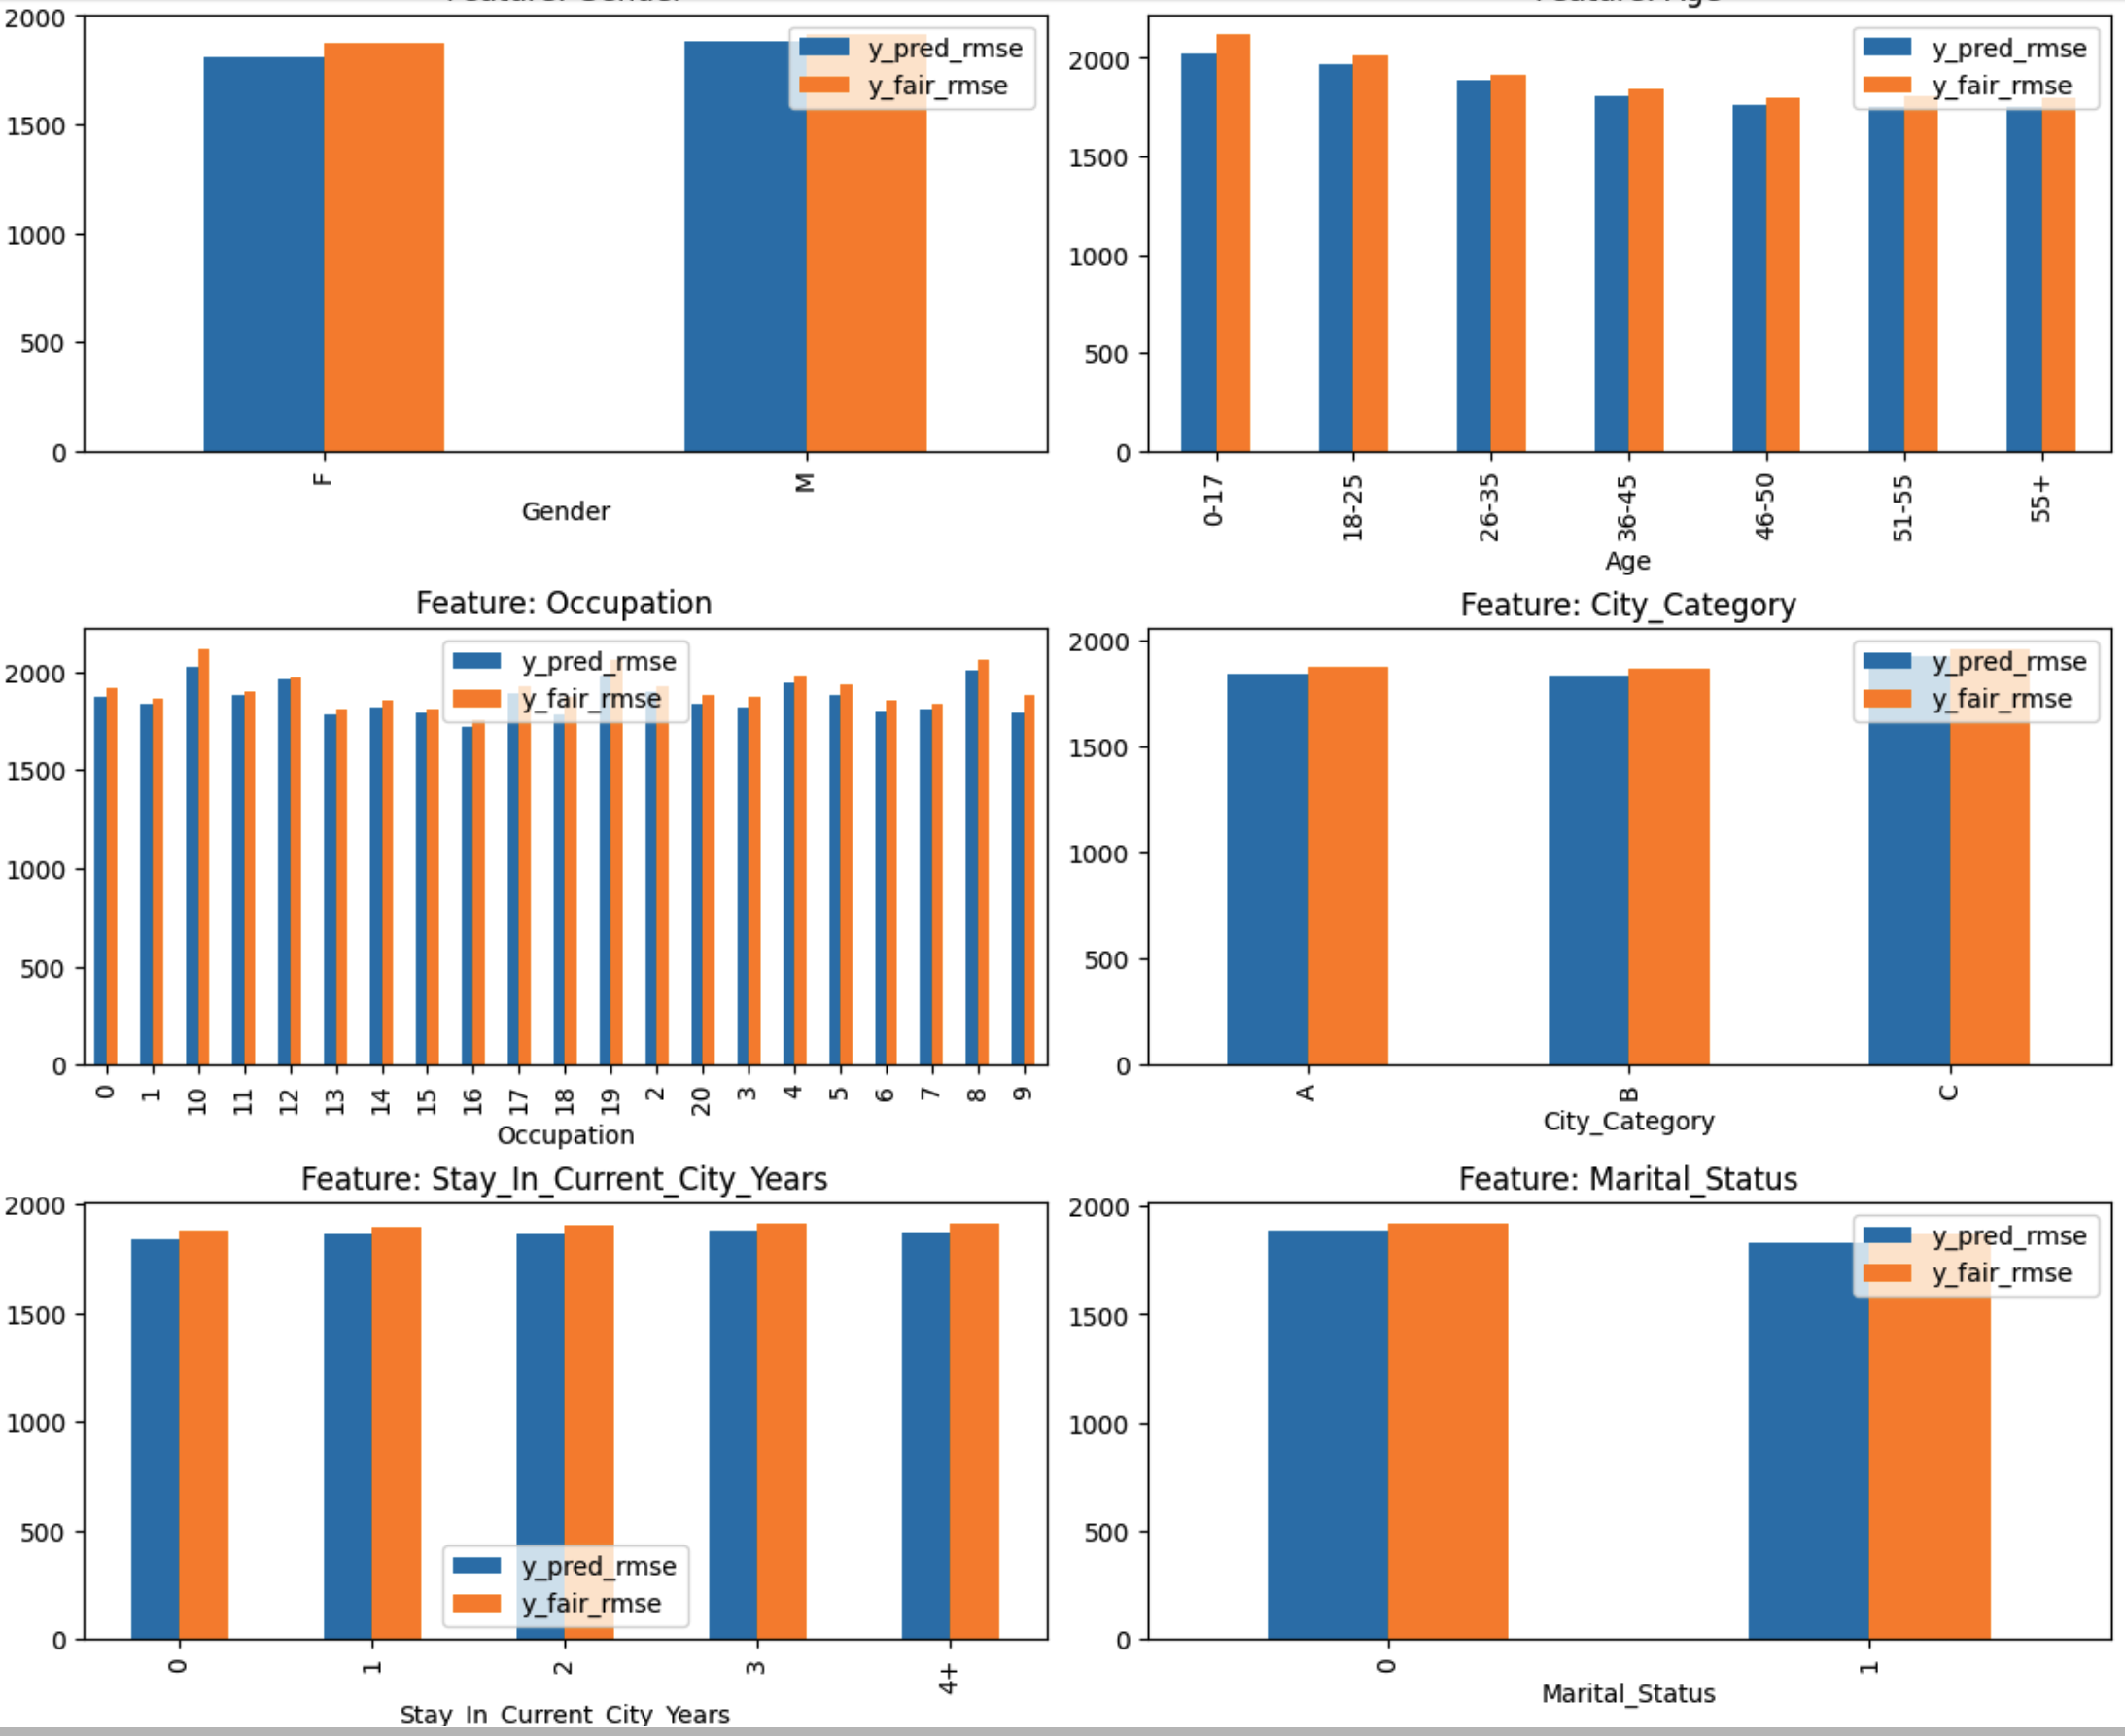 Feature: Gender
2000
1500
1000
500
0
y_pred_rmse
y_fair_rmse
F
M
Gender
Feature: Age
2000
1500
1000
500
0
y_pred_rmse
y_fair_rmse
0-17
18-25
26-35
36-45
46-50
51-55
55+
Age
Feature: Occupation
2000
1500
1000
500
0
y_pred_rmse
y_fair_rmse
0
1
10
11
12
13
14
15
16
17
18
19
2
20
3
4
5
6
7
8
9
Occupation
Feature: City_Category
2000
1500
1000
500
0
y_pred_rmse
y_fair_rmse
A
B
C
City_Category
Feature: Stay_In_Current_City_Years
2000
1500
1000
500
0
y_pred_rmse
y_fair_rmse
0
1
2
3
4+
Stay_In_Current_City_Years
Feature: Marital_Status
2000
1500
1000
500
0
y_pred_rmse
y_fair_rmse
0
1
Marital_Status